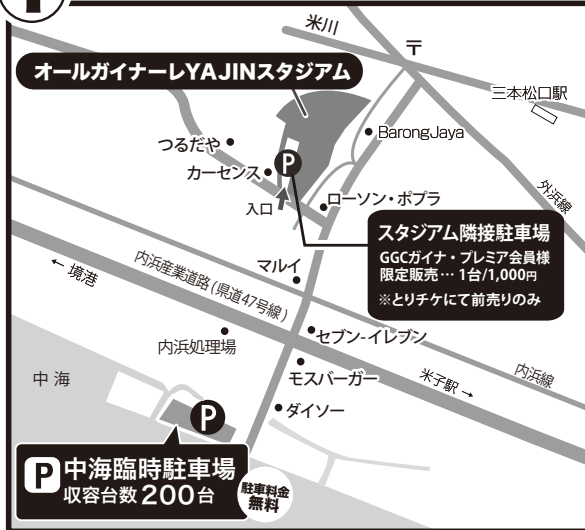 1
米川
〒
オールガイナーレYAJINスタジアム
三本松口駅
BarongJaya
つるだや
P
カーセンス
外浜線
入口
ローソン・ポプラ
スタジアム隣接駐車場
GGCガイナ・プレミア会員様
限定販売… 1台/1,000円
※とりチケにて前売りのみ
← 境港
内浜産業道路(県道47号線)
マルイ
内浜処理場
セブン-イレブン
内浜線
中海
モスバーガー
米子駅 →
P
ダイソー
P 中海臨時駐車場
収容台数 200台
駐車料金
無料